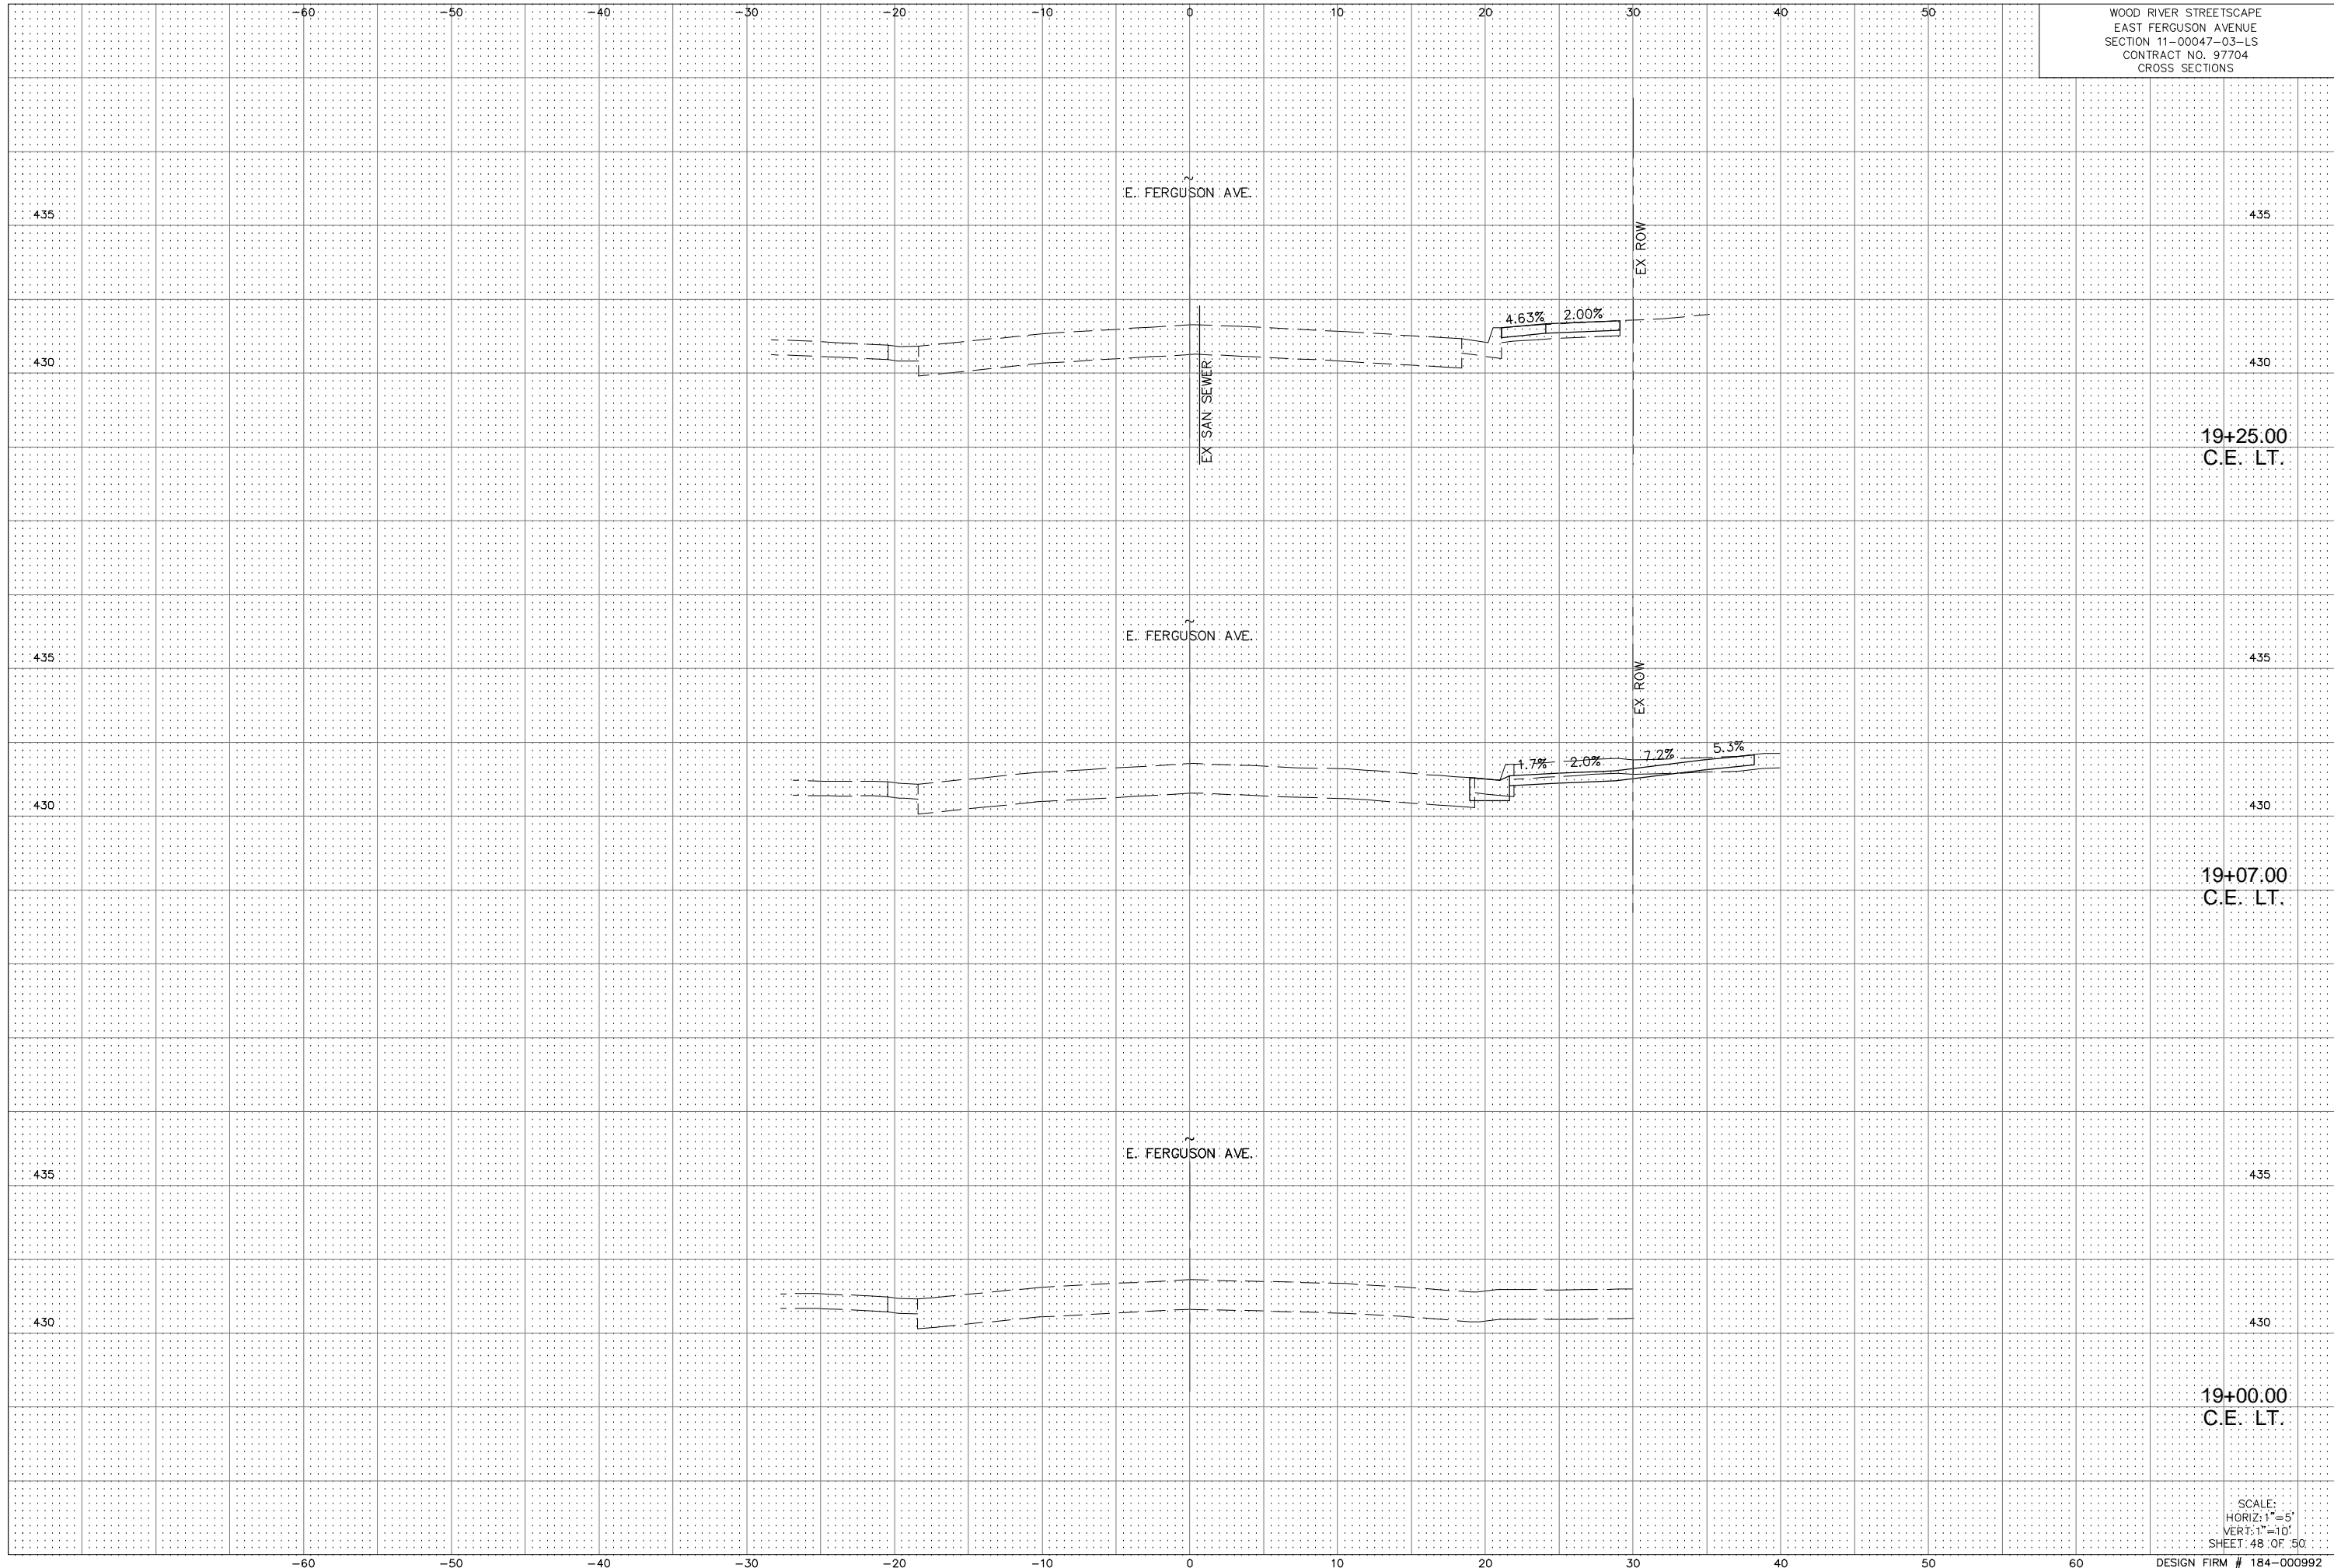 -60 -50 -40 -30 -20 -10 0 10 20 30 40 50
WOOD RIVER STREETSCAPE
EAST FERGUSON AVENUE
SECTION 11-00047-03-LS
CONTRACT NO. 97704
CROSS SECTIONS
~
E. FERGUSON AVE.
435 435
EX ROW
4.63% 2.00%
430 430
EX SAN SEWER
19+25.00
C.E. LT.
~
E. FERGUSON AVE.
435 435
EX ROW
1.7% 2.0% 7.2% 5.3%
430 430
19+07.00
C.E. LT.
~
E. FERGUSON AVE.
435 435
430 430
19+00.00
C.E. LT.
SCALE:
HORIZ: 1"=5'
VERT: 1"=10'
SHEET 48 OF 50
-60 -50 -40 -30 -20 -10 0 10 20 30 40 50 60
DESIGN FIRM # 184-000992